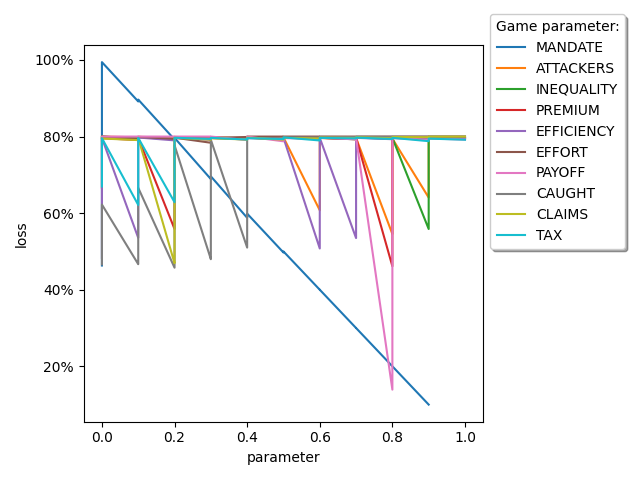 Game parameter:
MANDATE
ATTACKERS
INEQUALITY
PREMIUM
EFFICIENCY
EFFORT
PAYOFF
CAUGHT
CLAIMS
TAX
100%
80%
60%
40%
20%
loss
0.0 0.2 0.4 0.6 0.8 1.0
parameter